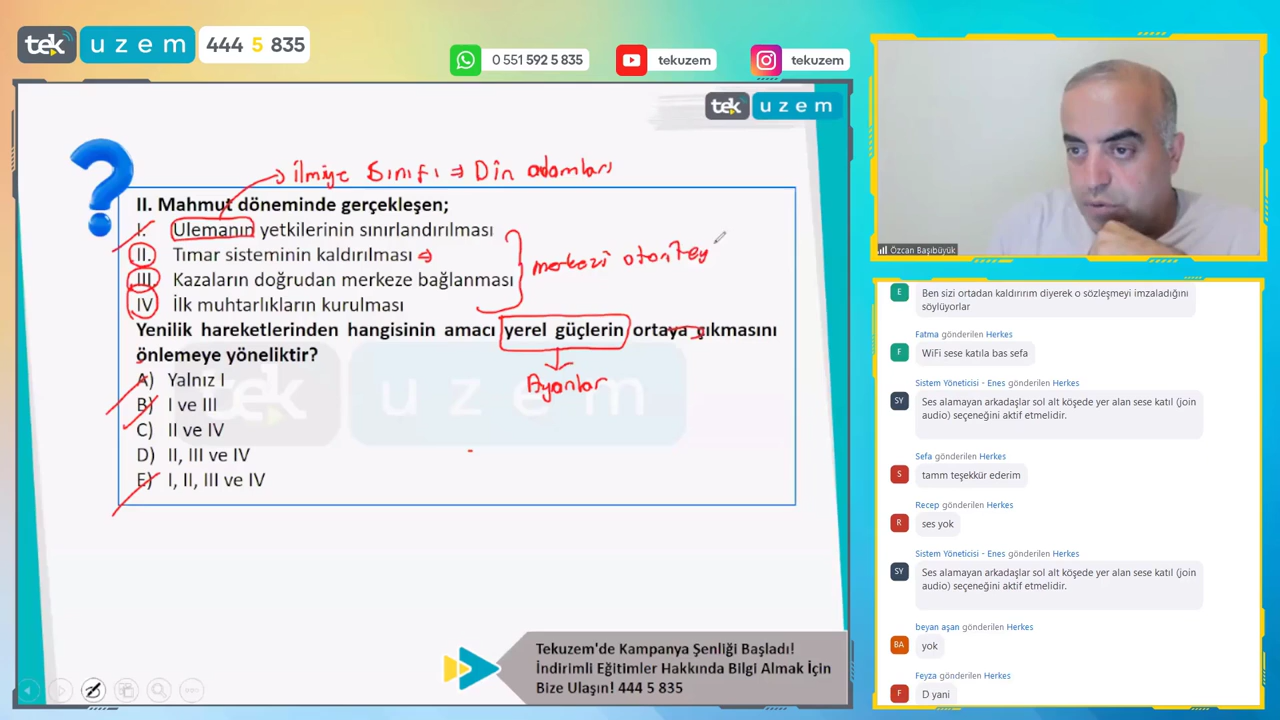 tek uzem 444 5 835
0 551 592 5 835
tekuzem
tekuzem
tek uzem
ilmiye Sınıfı ⇒ Din adamları
II. Mahmut döneminde gerçekleşen;
I. Ulemanın yetkilerinin sınırlandırılması
II. Tımar sisteminin kaldırılması
III. Kazaların doğrudan merkeze bağlanması
IV İlk muhtarlıkların kurulması
merkezi otoritey
Yenilik hareketlerinden hangisinin amacı yerel güçlerin ortaya çıkmasını
önlemeye yöneliktir?
Ayanlar
A) Yalnız I
B) I ve III
C) II ve IV
D) II, III ve IV
E) I, II, III ve IV
tek uzem
Tekuzem'de Kampanya Şenliği Başladı!
İndirimli Eğitimler Hakkında Bilgi Almak İçin
Bize Ulaşın! 444 5 835
Özcan Başıbüyük
E
Ben sizi ortadan kaldırırım diyerek o sözleşmeyi imzaladığını
söylüyorlar
Fatma gönderilen Herkes
F
WiFi sese katıla bas sefa
Sistem Yöneticisi - Enes gönderilen Herkes
SY
Ses alamayan arkadaşlar sol alt köşede yer alan sese katıl (join
audio) seçeneğini aktif etmelidir.
Sefa gönderilen Herkes
S
tamm teşekkür ederim
Recep gönderilen Herkes
R
ses yok
Sistem Yöneticisi - Enes gönderilen Herkes
SY
Ses alamayan arkadaşlar sol alt köşede yer alan sese katıl (join
audio) seçeneğini aktif etmelidir.
beyan aşan gönderilen Herkes
BA
yok
Feyza gönderilen Herkes
F
D yani